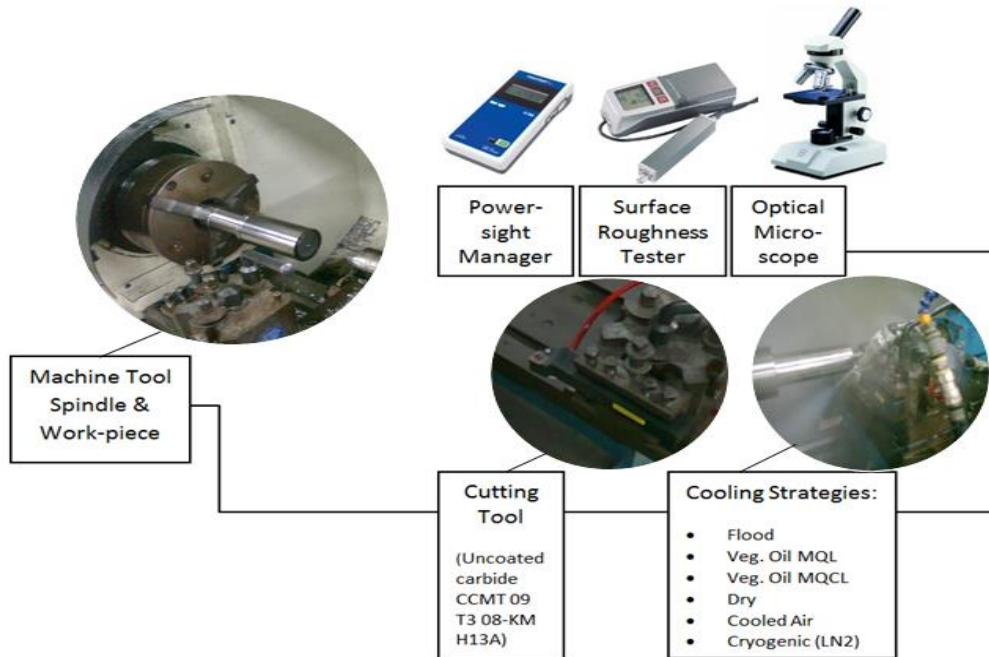 Power-
sight
Manager
Surface
Roughness
Tester
Optical
Micro-
scope
Machine Tool
Spindle &
Work-piece
Cutting
Tool
(Uncoated
carbide
CCMT 09
T3 08-KM
H13A)
Cooling Strategies:
• Flood
• Veg. Oil MQL
• Veg. Oil MQCL
• Dry
• Cooled Air
• Cryogenic (LN2)